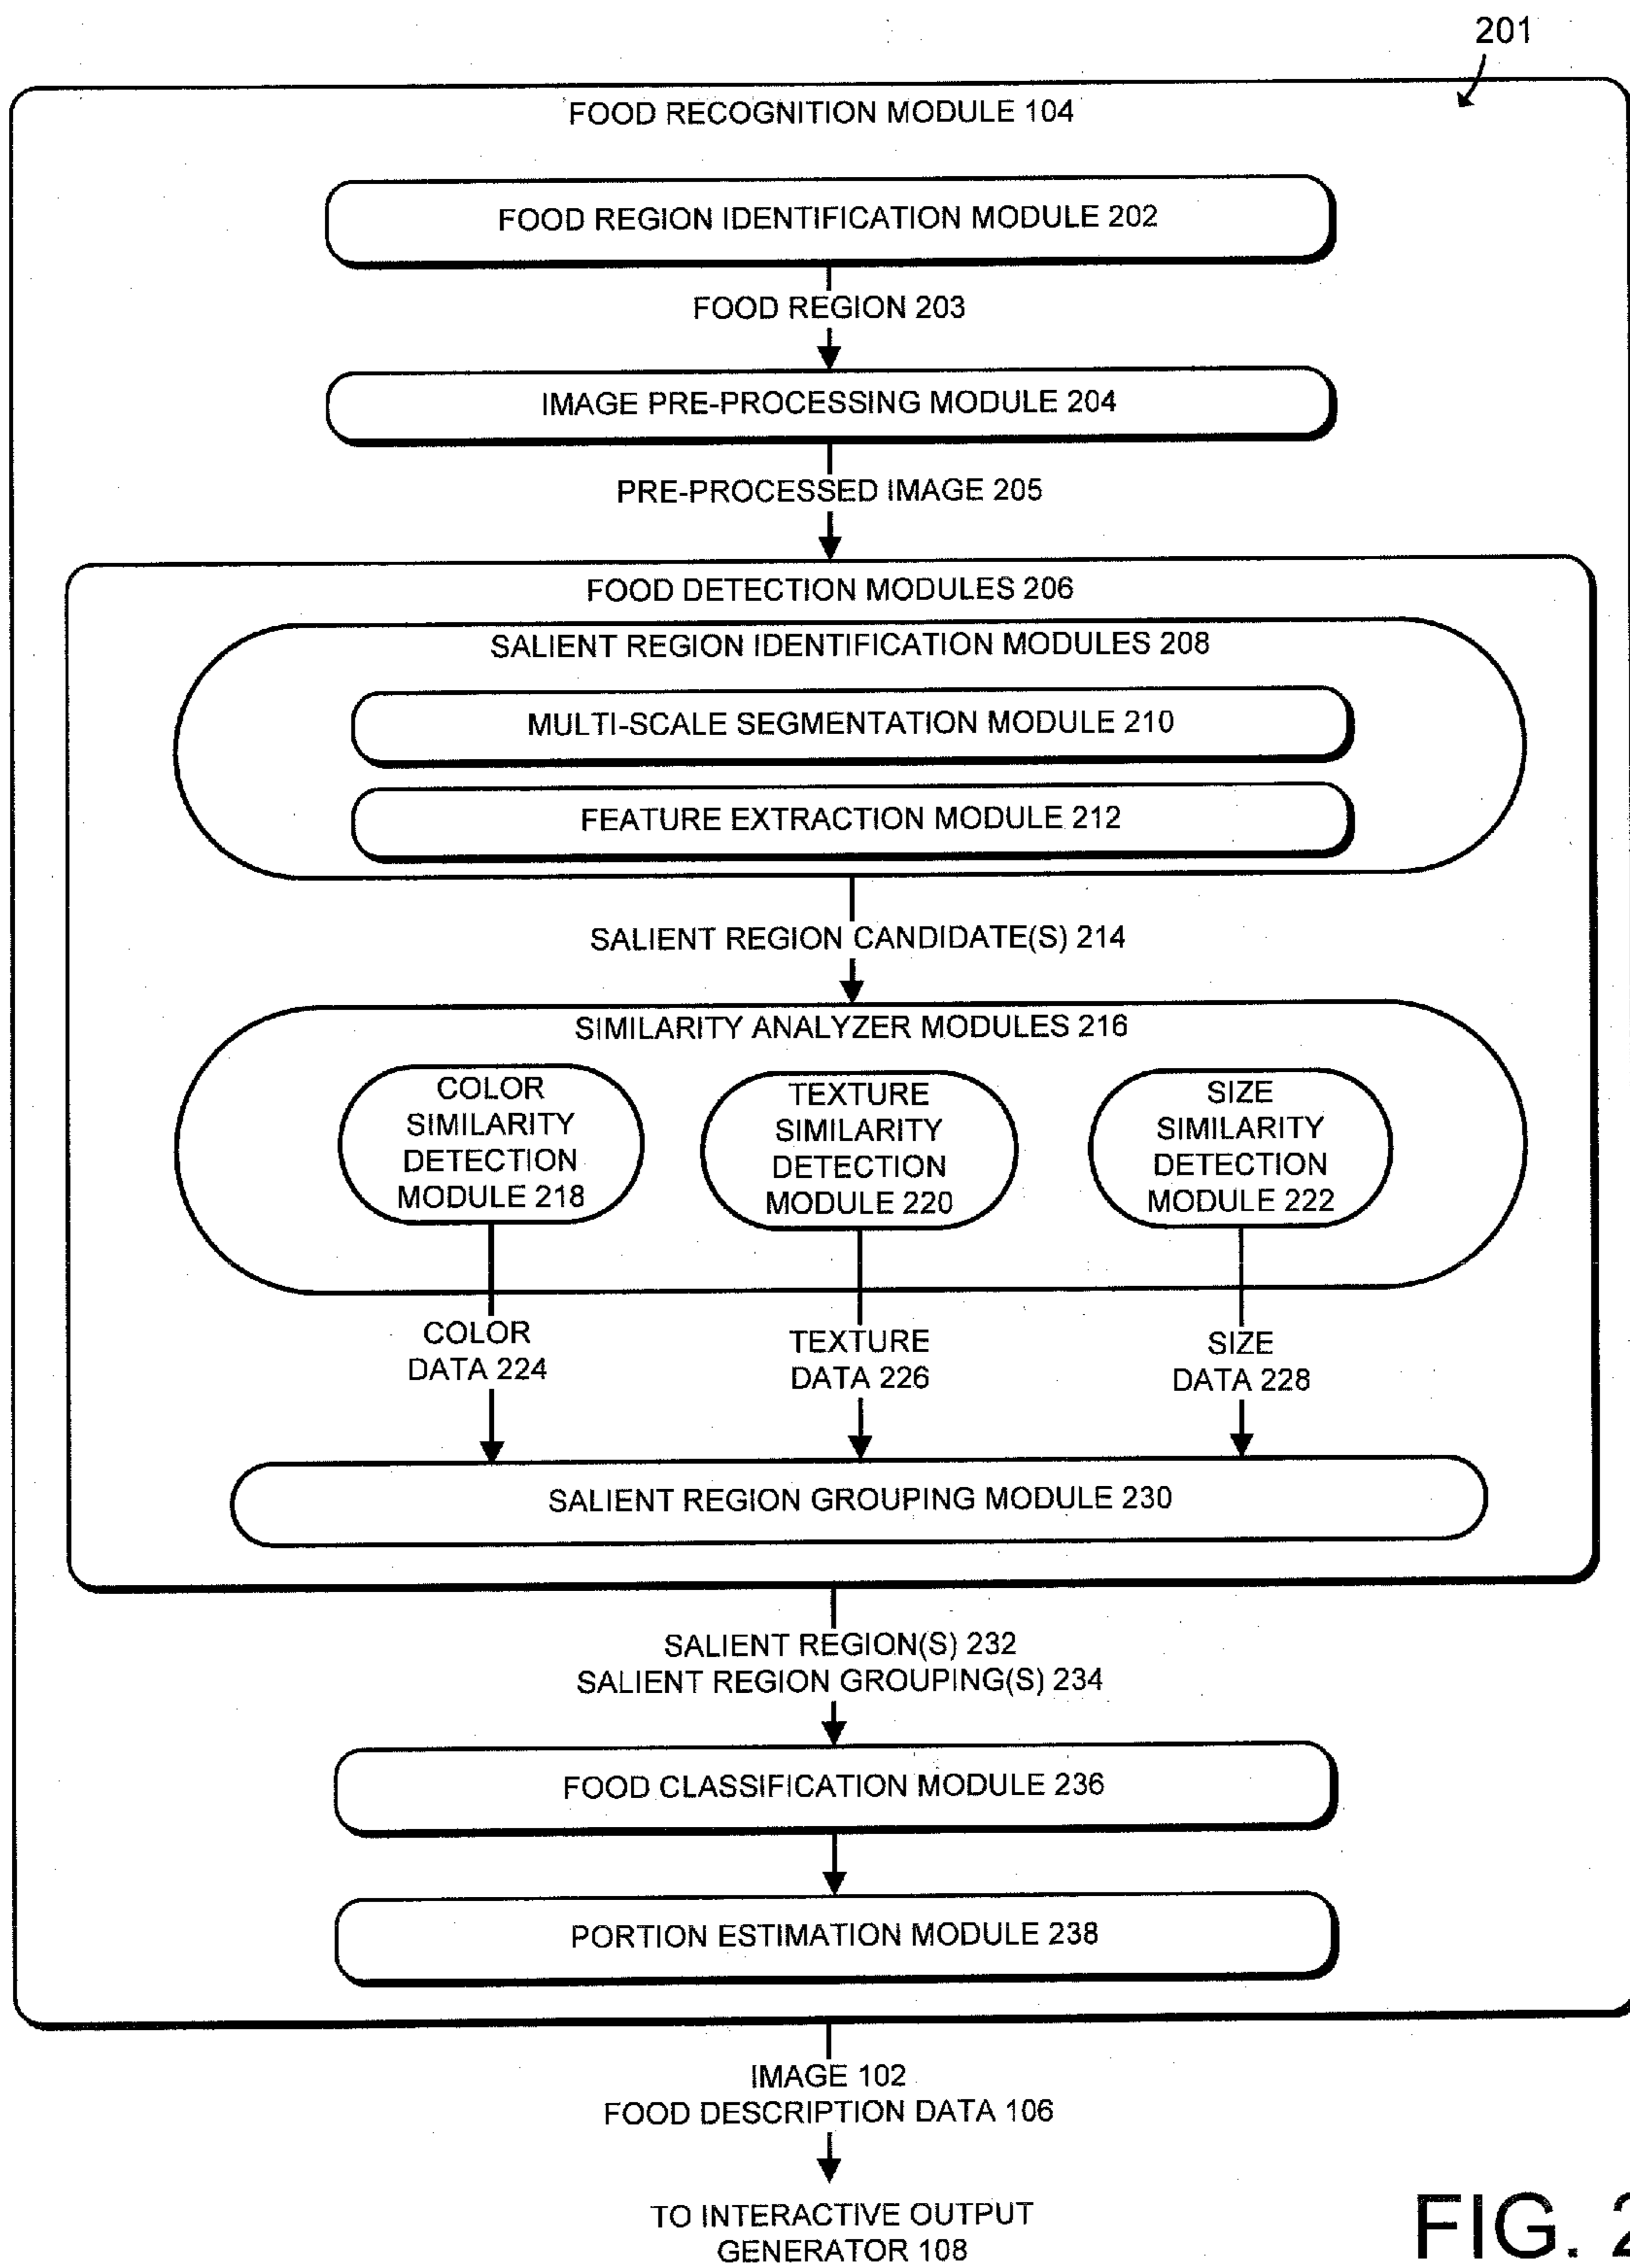 201
FOOD RECOGNITION MODULE 104
FOOD REGION IDENTIFICATION MODULE 202
FOOD REGION 203
IMAGE PRE-PROCESSING MODULE 204
PRE-PROCESSED IMAGE 205
FOOD DETECTION MODULES 206
SALIENT REGION IDENTIFICATION MODULES 208
MULTI-SCALE SEGMENTATION MODULE 210
FEATURE EXTRACTION MODULE 212
SALIENT REGION CANDIDATE(S) 214
SIMILARITY ANALYZER MODULES 216
COLOR
SIMILARITY
DETECTION
MODULE 218
TEXTURE
SIMILARITY
DETECTION
MODULE 220
SIZE
SIMILARITY
DETECTION
MODULE 222
COLOR
DATA 224
TEXTURE
DATA 226
SIZE
DATA 228
SALIENT REGION GROUPING MODULE 230
SALIENT REGION(S) 232
SALIENT REGION GROUPING(S) 234
FOOD CLASSIFICATION MODULE 236
PORTION ESTIMATION MODULE 238
IMAGE 102
FOOD DESCRIPTION DATA 106
TO INTERACTIVE OUTPUT
GENERATOR 108
FIG. 2